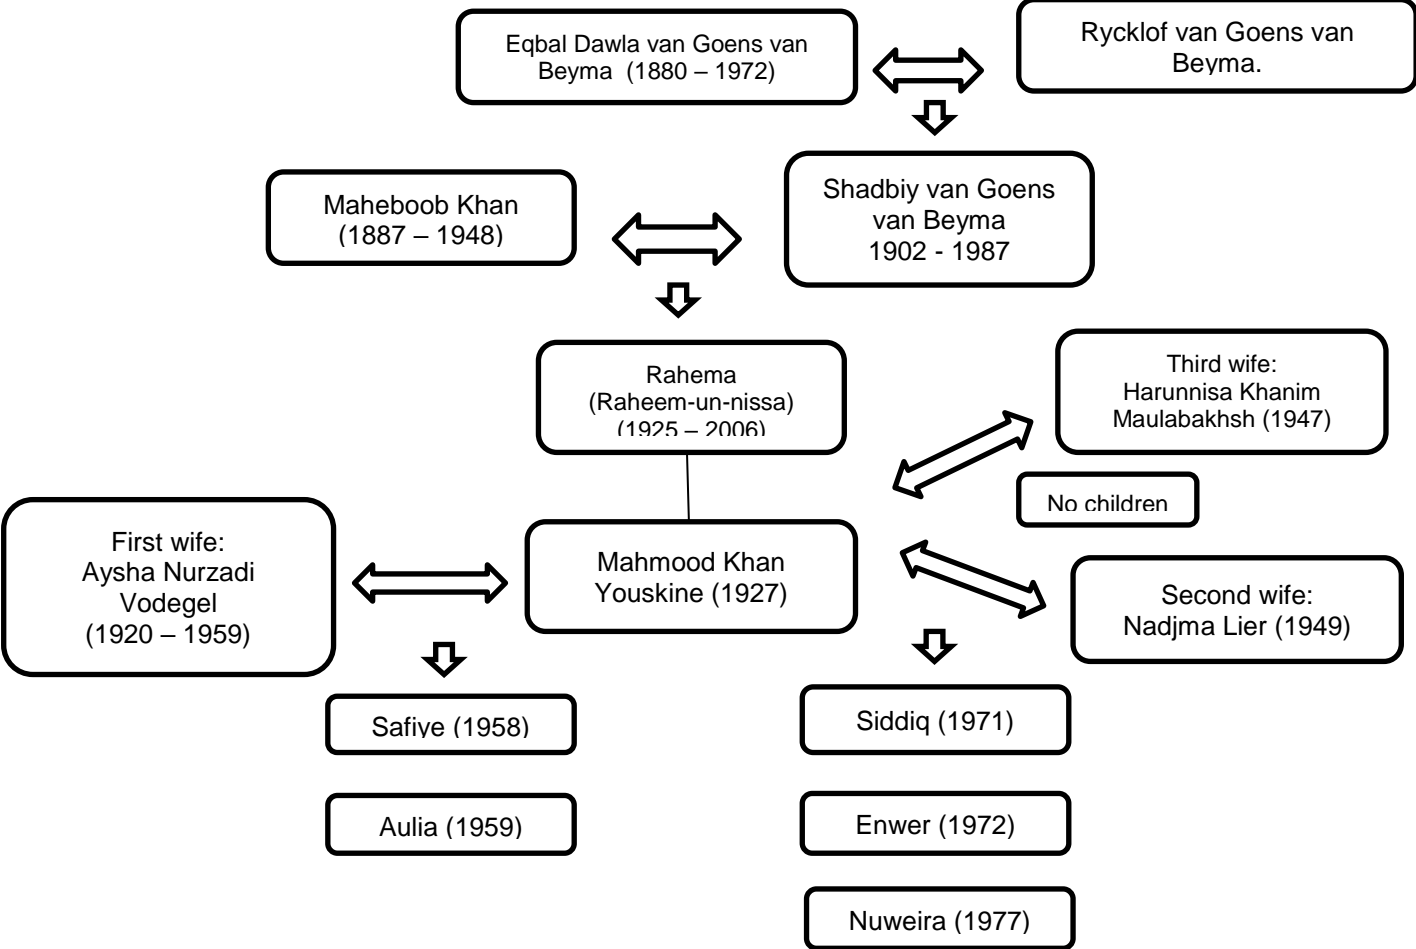 Eqbal Dawla van Goens van
Beyma  (1880 – 1972)
Rycklof van Goens van
Beyma.
Maheboob Khan
(1887 – 1948)
Shadbiy van Goens
van Beyma
1902 - 1987
Rahema
(Raheem-un-nissa)
(1925 – 2006)
Third wife:
Harunnisa Khanim
Maulabakhsh (1947)
No children
First wife:
Aysha Nurzadi
Vodegel
(1920 – 1959)
Mahmood Khan
Youskine (1927)
Second wife:
Nadjma Lier (1949)
Safiye (1958)
Siddiq (1971)
Aulia (1959)
Enwer (1972)
Nuweira (1977)